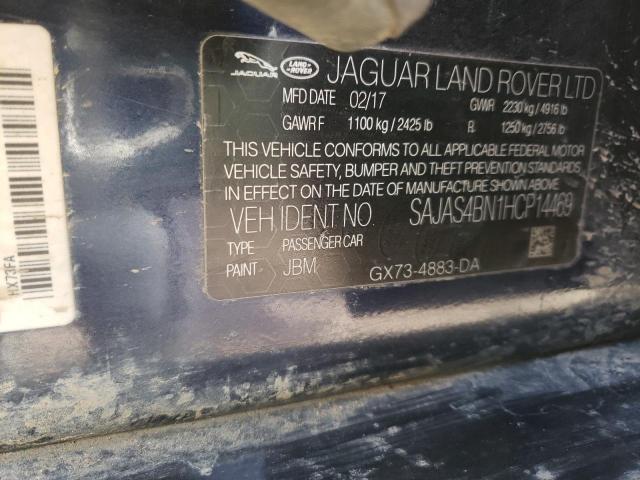 JAGUAR LAND ROVER JAGUAR LAND ROVER LTD
MFD DATE 02/17 GVWR 2230 kg / 4916 lb
GAWR F 1100 kg / 2425 lb R 1250 kg / 2756 lb
THIS VEHICLE CONFORMS TO ALL APPLICABLE FEDERAL MOTOR
VEHICLE SAFETY, BUMPER AND THEFT PREVENTION STANDARDS
IN EFFECT ON THE DATE OF MANUFACTURE SHOWN ABOVE.
VEH IDENT NO. SAJAS4BN1HCP14469
TYPE PASSENGER CAR
PAINT JBM GX73-4883-DA
HX73FA